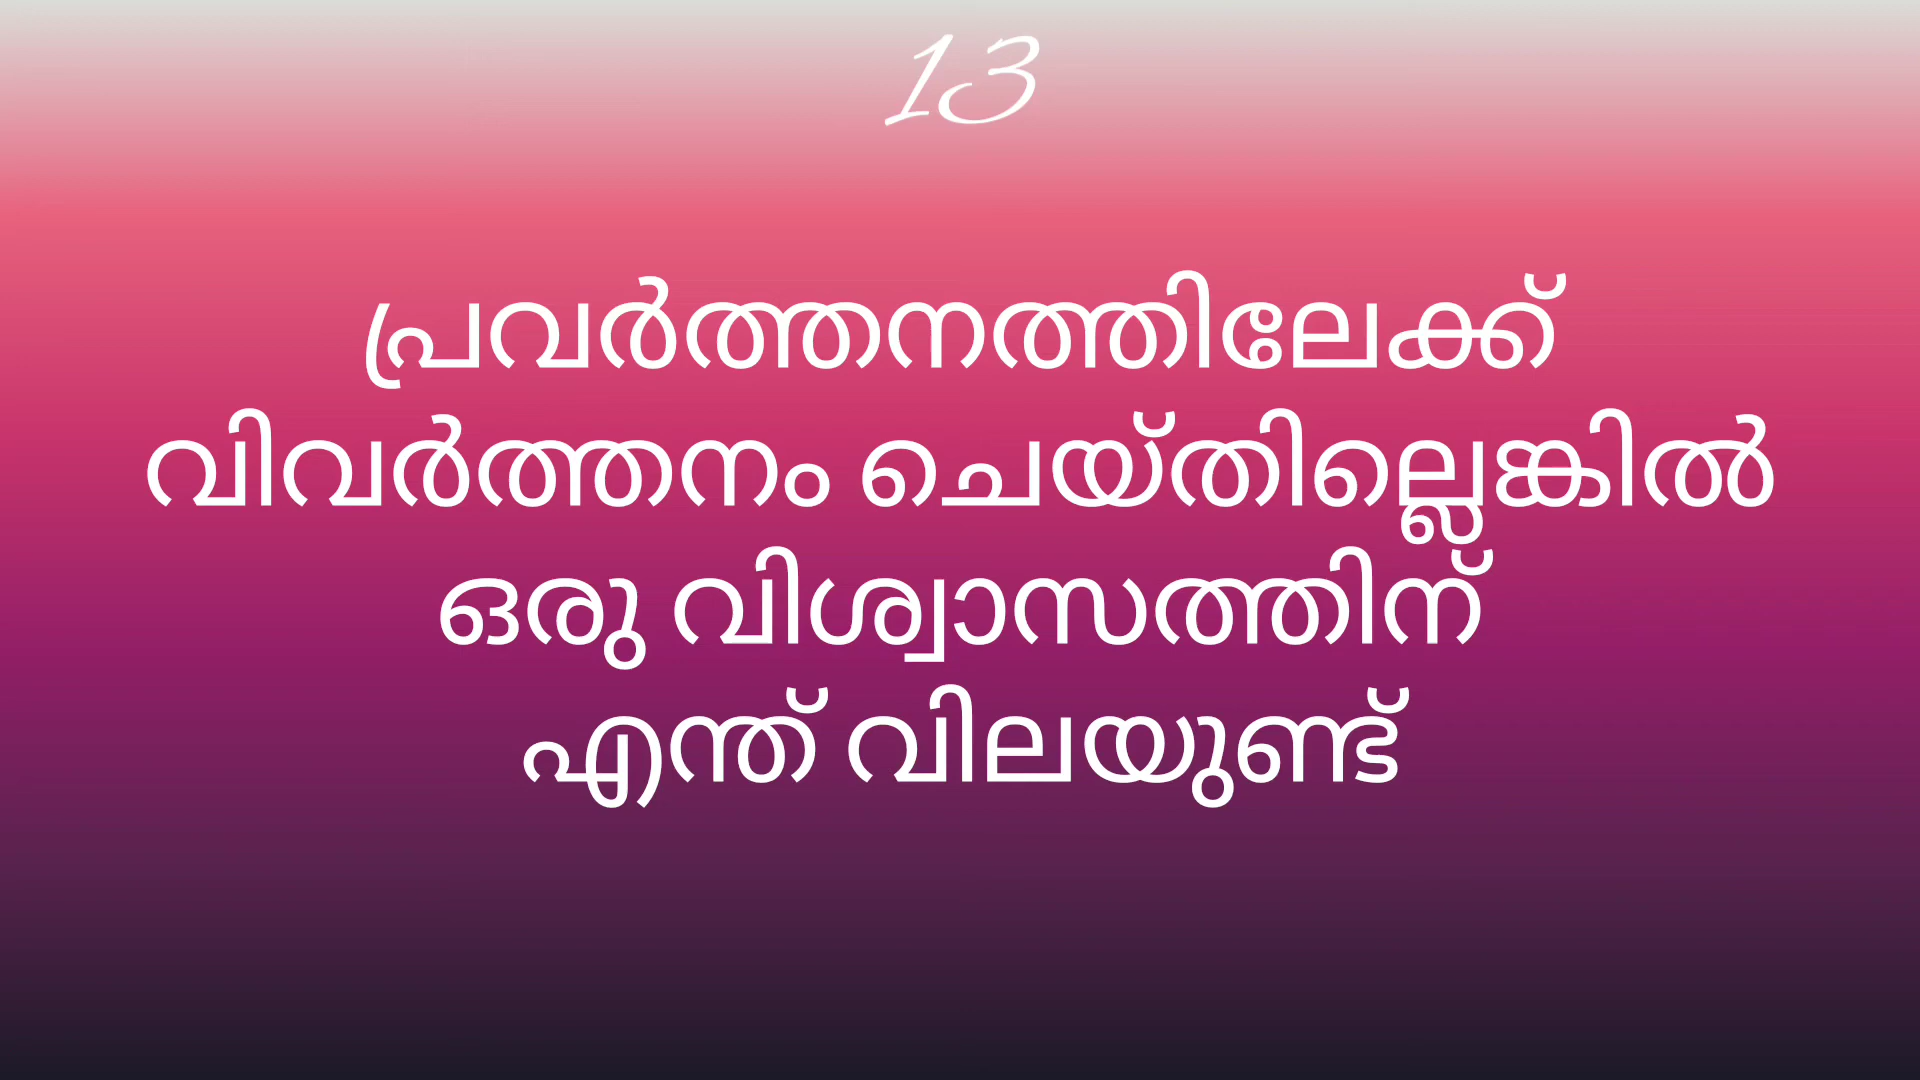 13
പ്രവർത്തനത്തിലേക്ക്
വിവർത്തനം ചെയ്തില്ലെങ്കിൽ
ഒരു വിശ്വാസത്തിന്
എന്ത് വിലയുണ്ട്